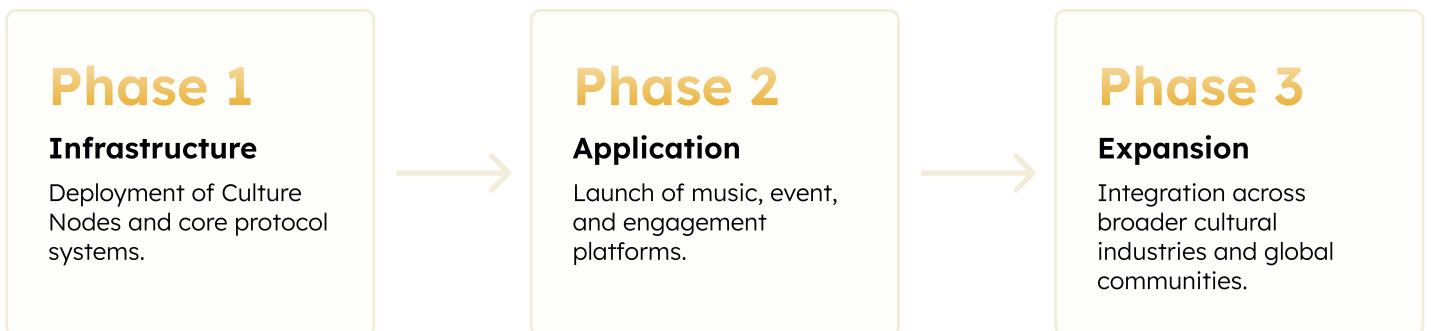 Phase 1
Infrastructure
Deployment of Culture
Nodes and core protocol
systems.
Phase 2
Application
Launch of music, event,
and engagement
platforms.
Phase 3
Expansion
Integration across
broader cultural
industries and global
communities.